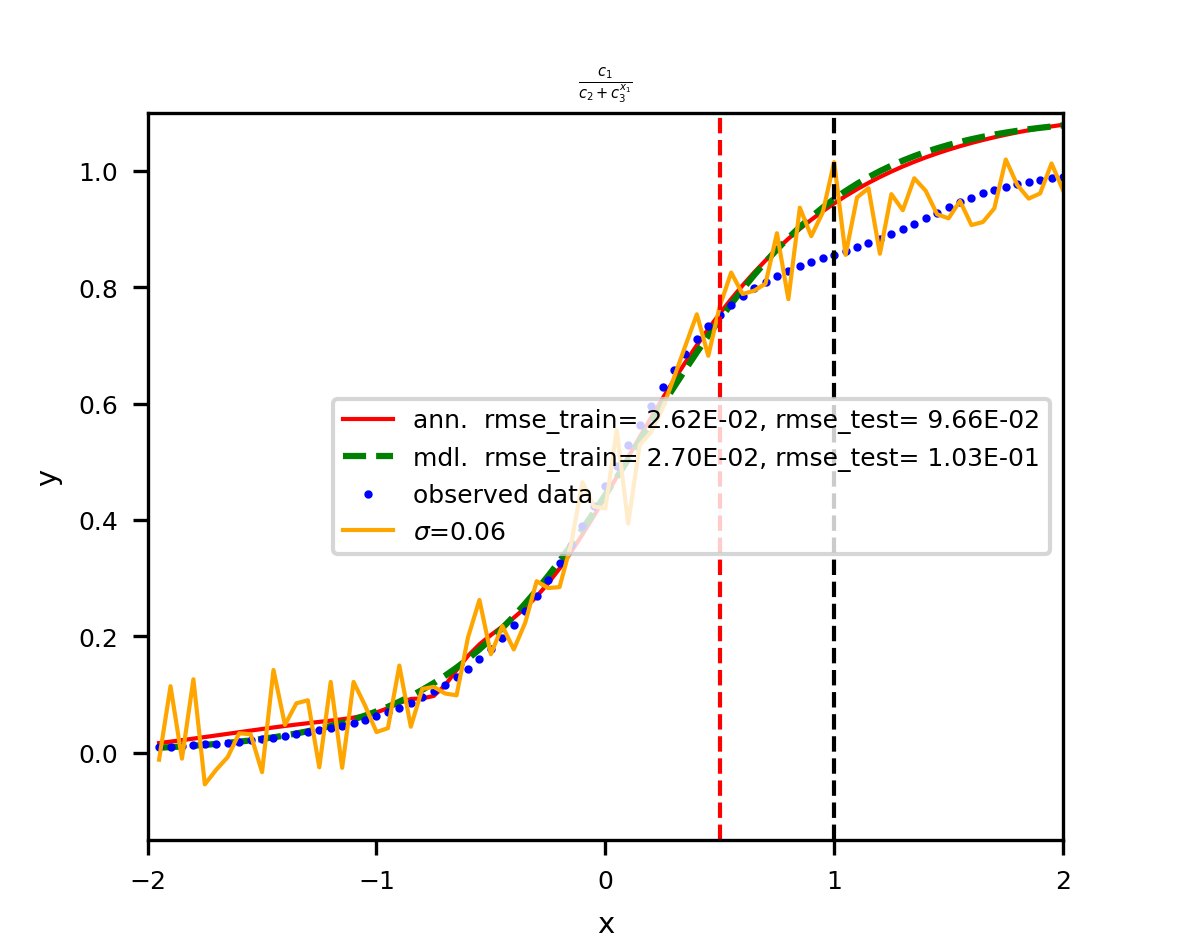 c₁
c₂ + c₃^x₁
1.0
0.8
0.6
0.4
0.2
0.0
y
ann. rmse_train= 2.62E-02, rmse_test= 9.66E-02
mdl. rmse_train= 2.70E-02, rmse_test= 1.03E-01
observed data
σ=0.06
−2 −1 0 1 2
x